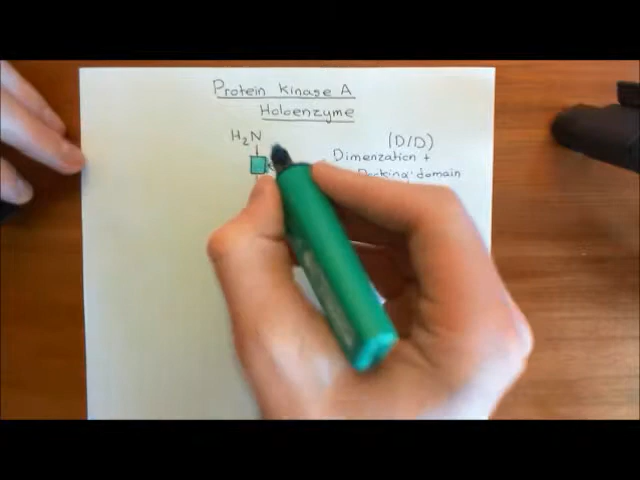 Protein kinase A
Holoenzyme
H2N
(D/D)
Dimerization +
Docking domain